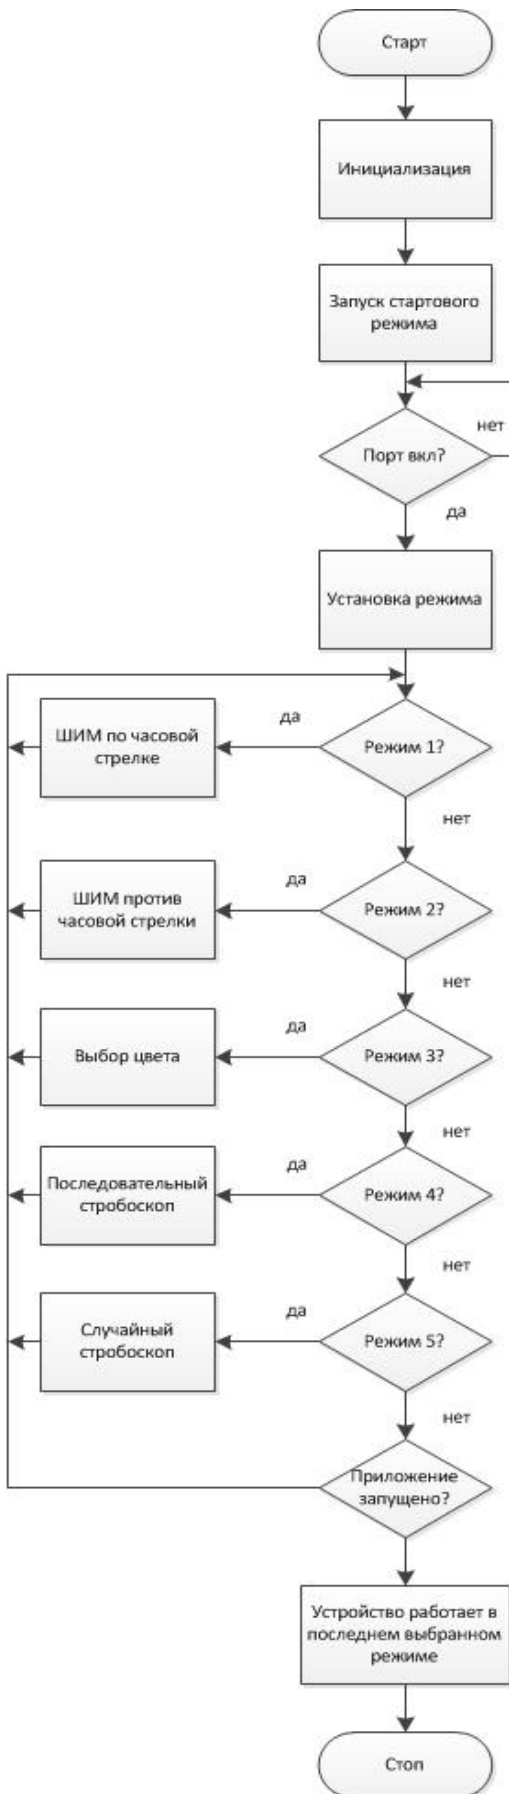 Старт
Инициализация
Запуск стартового
режима
нет
Порт вкл?
да
Установка режима
ШИМ по часовой
стрелке
да
Режим 1?
нет
ШИМ против
часовой стрелки
да
Режим 2?
нет
Выбор цвета
да
Режим 3?
нет
Последовательный
стробоскоп
да
Режим 4?
нет
Случайный
стробоскоп
да
Режим 5?
нет
Приложение
запущено?
Устройство работает в
последнем выбранном
режиме
Стоп